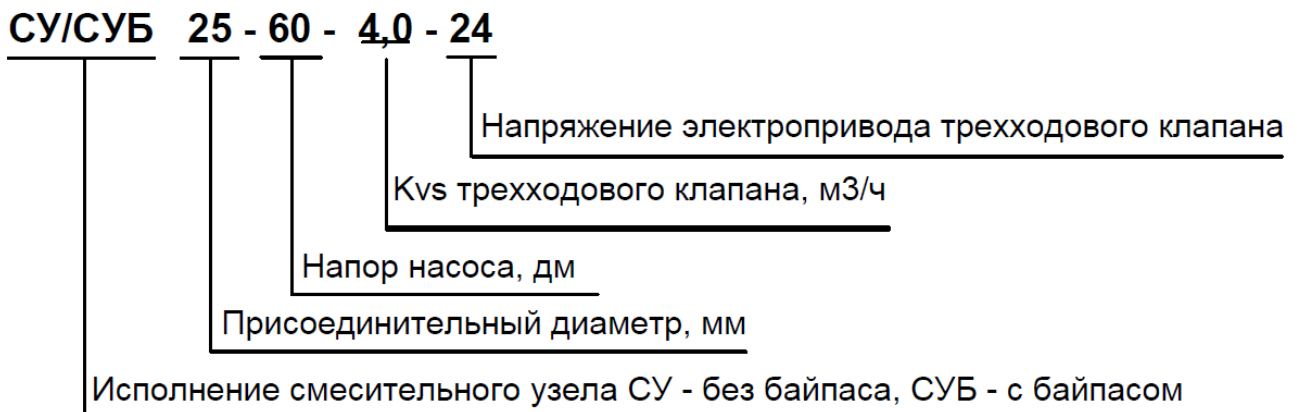 СУ/СУБ 25 - 60 - 4,0 - 24
Напряжение электропривода трехходового клапана
Kvs трехходового клапана, м3/ч
Напор насоса, дм
Присоединительный диаметр, мм
Исполнение смесительного узла СУ - без байпаса, СУБ - с байпасом